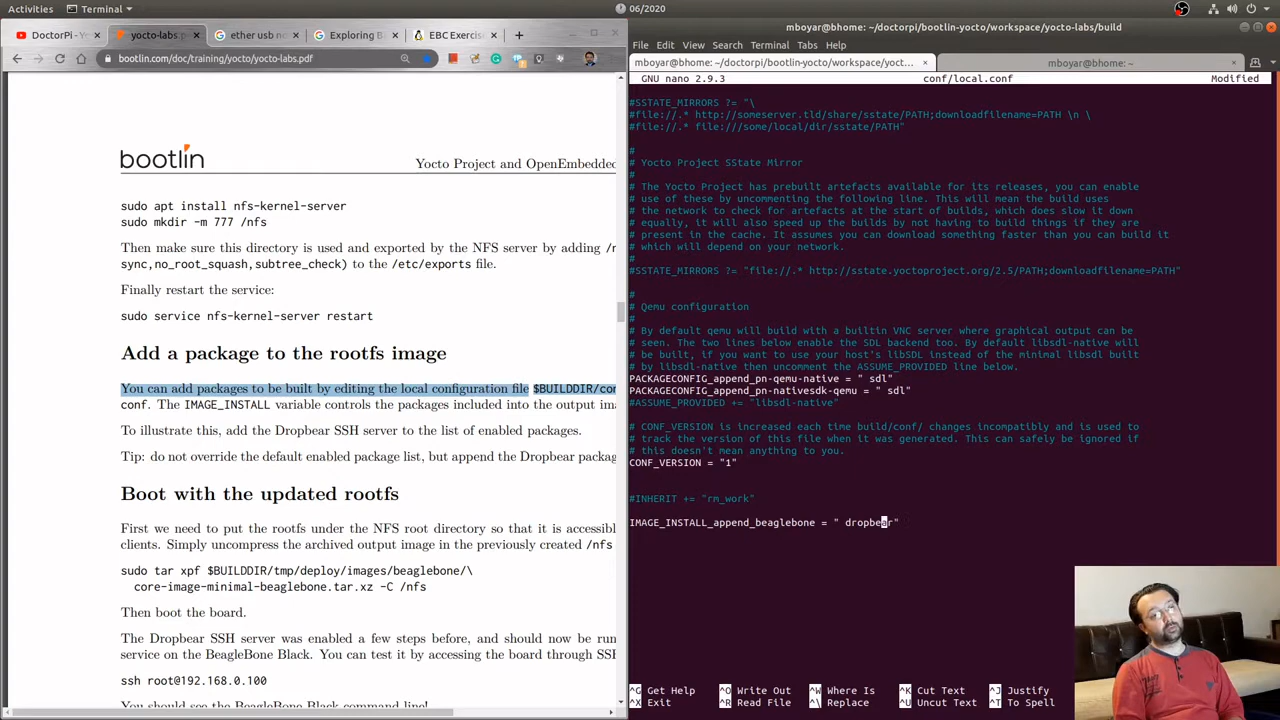 Activities
Terminal
06/2020
DoctorPi - Y
yocto-labs.p
ether usb n
Exploring B
EBC Exercise
mboyar@bhome: ~/doctorpi/bootlin-yocto/workspace/yocto-labs/build
bootlin.com/doc/training/yocto/yocto-labs.pdf
File Edit View Search Terminal Tabs Help
mboyar@bhome: ~/doctorpi/bootlin-yocto/workspace/yoct...
mboyar@bhome: ~
GNU nano 2.9.3
conf/local.conf
Modified
bootlin
Yocto Project and OpenEmbedded
sudo apt install nfs-kernel-server
sudo mkdir -m 777 /nfs
Then make sure this directory is used and exported by the NFS server by adding
sync,no_root_squash,subtree_check) to the /etc/exports file.
Finally restart the service:
sudo service nfs-kernel-server restart
Add a package to the rootfs image
You can add packages to be built by editing the local configuration file $BUILDDIR/con
conf. The IMAGE_INSTALL variable controls the packages included into the output ima
To illustrate this, add the Dropbear SSH server to the list of enabled packages.
Tip: do not override the default enabled package list, but append the Dropbear packag
Boot with the updated rootfs
First we need to put the rootfs under the NFS root directory so that it is accessib
clients. Simply uncompress the archived output image in the previously created /nfs
sudo tar xpf $BUILDDIR/tmp/deploy/images/beaglebone/\
core-image-minimal-beaglebone.tar.xz -C /nfs
Then boot the board.
The Dropbear SSH server was enabled a few steps before, and should now be run
service on the BeagleBone Black. You can test it by accessing the board through SSH
ssh root@192.168.0.100
You should see the BeagleBone Black command line!
#SSTATE_MIRRORS ?= "\
#file://.* http://someserver.tld/share/sstate/PATH;downloadfilename=PATH \n \
#file://.* file:///some/local/dir/sstate/PATH"
#
# Yocto Project SState Mirror
#
# The Yocto Project has prebuilt artefacts available for its releases, you can enable
# use of these by uncommenting the following line. This will mean the build uses
# the network to check for artefacts at the start of builds, which does slow it down
# equally, it will also speed up the builds by not having to build things if they are
# present in the cache. It assumes you can download something faster than you can build it
# which will depend on your network.
#
#SSTATE_MIRRORS ?= "file://.* http://sstate.yoctoproject.org/2.5/PATH;downloadfilename=PATH"
#
# Qemu configuration
#
# By default qemu will build with a builtin VNC server where graphical output can be
# seen. The two lines below enable the SDL backend too. By default libsdl-native will
# be built, if you want to use your host's libSDL instead of the minimal libsdl built
# by libsdl-native then uncomment the ASSUME_PROVIDED line below.
PACKAGECONFIG_append_pn-qemu-native = " sdl"
PACKAGECONFIG_append_pn-nativesdk-qemu = " sdl"
#ASSUME_PROVIDED += "libsdl-native"
# CONF_VERSION is increased each time build/conf/ changes incompatibly and is used to
# track the version of this file when it was generated. This can safely be ignored if
# this doesn't mean anything to you.
CONF_VERSION = "1"
#INHERIT += "rm_work"
IMAGE_INSTALL_append_beaglebone = " dropbear"
^G Get Help ^O Write Out ^W Where Is ^K Cut Text ^J Justify
^X Exit ^R Read File ^\ Replace ^U Uncut Text ^T To Spell